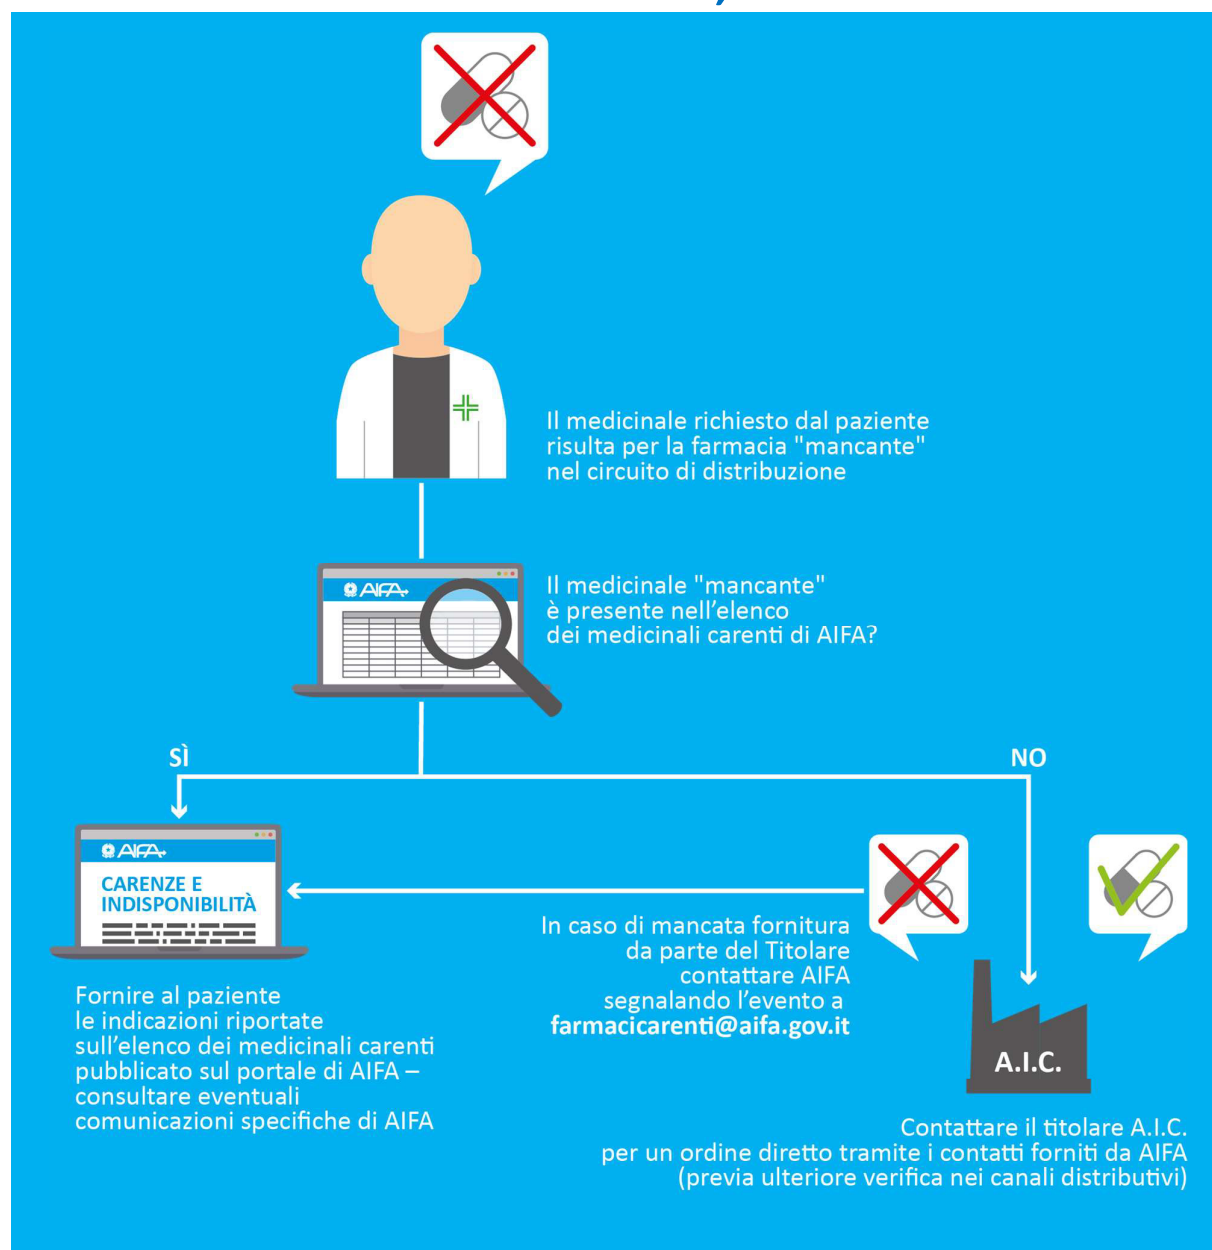 Il medicinale richiesto dal paziente
risulta per la farmacia "mancante"
nel circuito di distribuzione
AIFA
Il medicinale "mancante"
è presente nell’elenco
dei medicinali carenti di AIFA?
SÌ
NO
AIFA
CARENZE E
INDISPONIBILITÀ
In caso di mancata fornitura
da parte del Titolare
contattare AIFA
segnalando l’evento a
farmacicarenti@aifa.gov.it
Fornire al paziente
le indicazioni riportate
sull’elenco dei medicinali carenti
pubblicato sul portale di AIFA –
consultare eventuali
comunicazioni specifiche di AIFA
A.I.C.
Contattare il titolare A.I.C.
per un ordine diretto tramite i contatti forniti da AIFA
(previa ulteriore verifica nei canali distributivi)